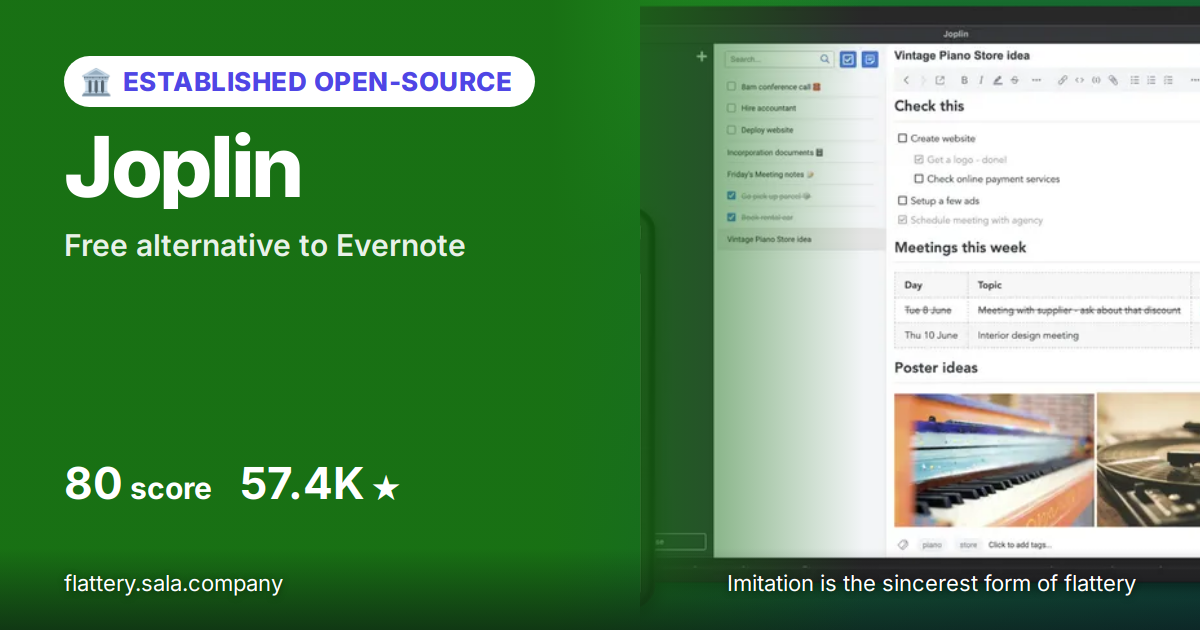 ESTABLISHED OPEN-SOURCE
Joplin
Free alternative to Evernote
80 score 57.4K ★
flattery.sala.company
Joplin
Search...
8am conference call
Hire accountant
Deploy website
Incorporation documents
Friday's Meeting notes
Go pick up parcel
Book rental car
Vintage Piano Store idea
Vintage Piano Store idea
Check this
Create website
Get a logo - done!
Check online payment services
Setup a few ads
Schedule meeting with agency
Meetings this week
Day Topic
Tue 8 June Meeting with supplier - ask about that discount
Thu 10 June Interior design meeting
Poster ideas
piano store Click to add tags...
Imitation is the sincerest form of flattery